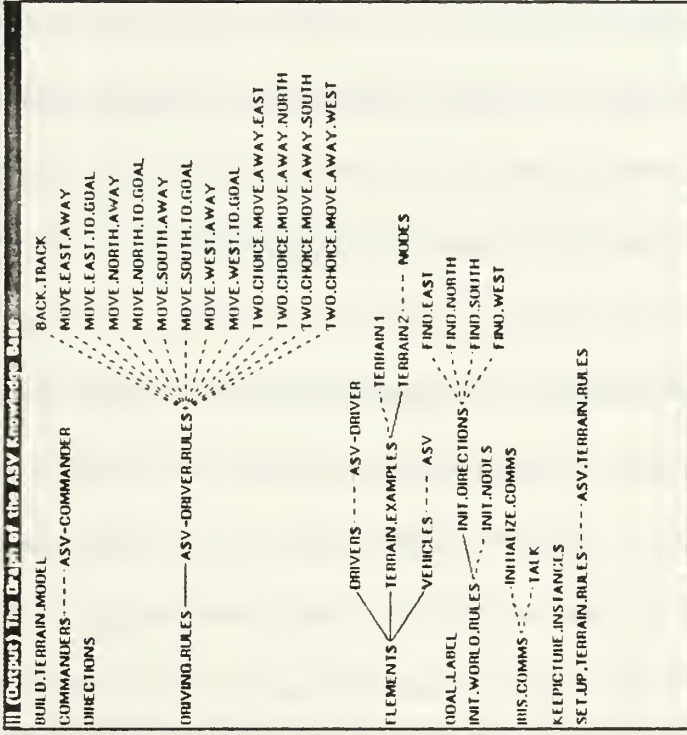 (Output) The Graph of the ASV Knowledge Base
BUILD.TERRAIN.MODEL
COMMANDERS ASV-COMMANDER
DIRECTIONS
BACK.TRACK
MOVE.EAST.AWAY
MOVE.EAST.TO.GOAL
MOVE.NORTH.AWAY
MOVE.NORTH.TO.GOAL
MOVE.SOUTH.AWAY
DRIVING.RULES ASV-DRIVER.RULES MOVE.SOUTH.TO.GOAL
MOVE.WEST.AWAY
MOVE.WEST.TO.GOAL
TWO.CHOICE.MOVE.AWAY.EAST
TWO.CHOICE.MOVE.AWAY.NORTH
TWO.CHOICE.MOVE.AWAY.SOUTH
TWO.CHOICE.MOVE.AWAY.WEST
DRIVERS ASV-DRIVER
TERRAIN1
ELEMENTS TERRAIN.EXAMPLES
TERRAIN2 NODES
VEHICLES ASV
GOAL.LABEL
FIND.EAST
INIT.WORLD.RULES INIT.DIRECTIONS FIND.NORTH
INIT.NODES FIND.SOUTH
FIND.WEST
IRIS.COMMS INITIALIZE.COMMS
TALK
KEEPICTURE.INSTANCES
SET.UP.TERRAIN.RULES ASV.TERRAIN.RULES